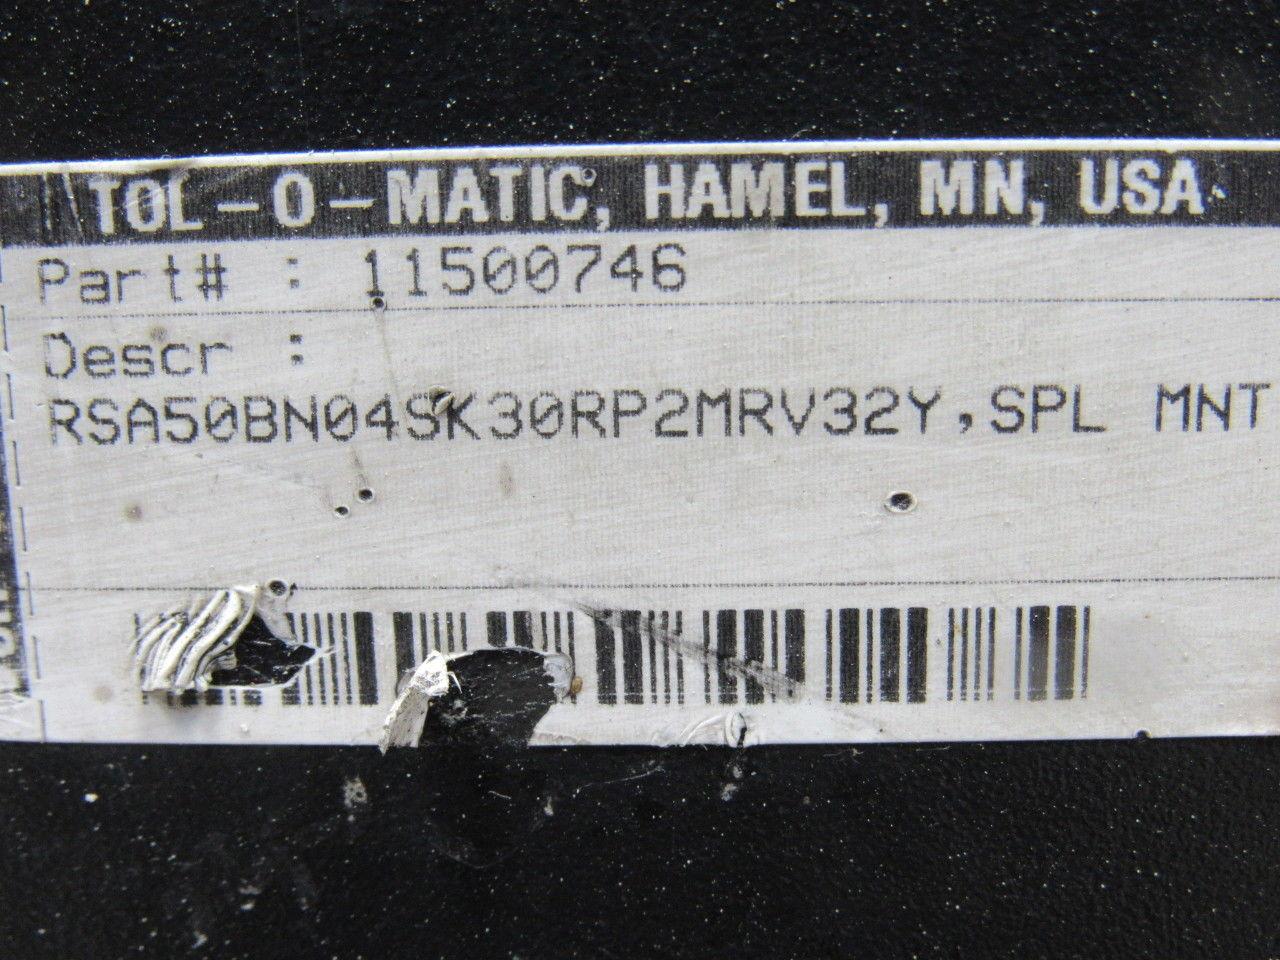 TOL-O-MATIC, HAMEL, MN, USA
Part# : 11500746
Descr :
RSA50BN04SK30RP2MRV32Y,SPL MNT